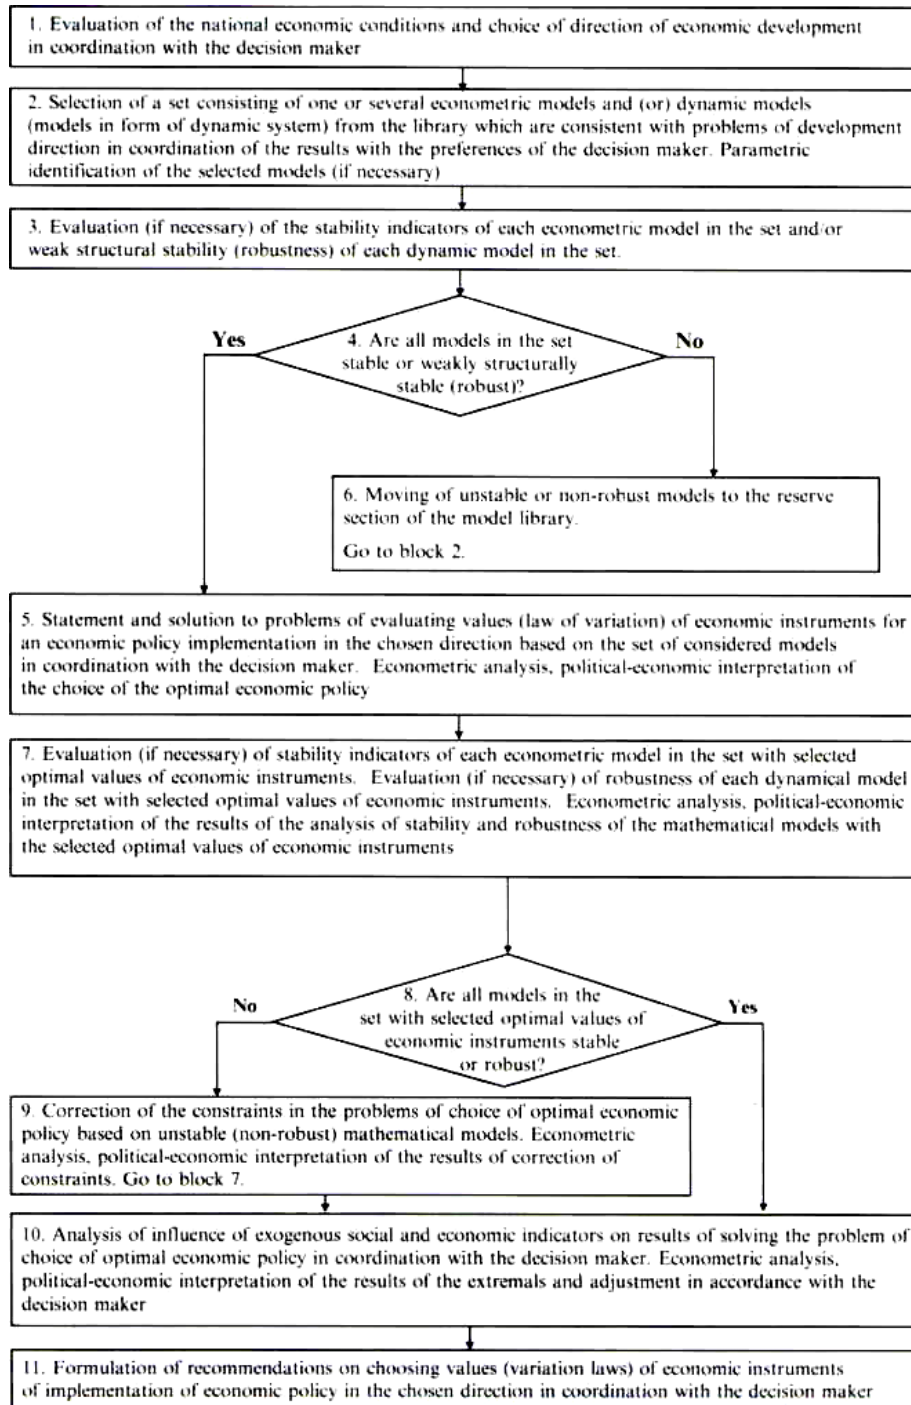 1. Evaluation of the national economic conditions and choice of direction of economic development
in coordination with the decision maker
2. Selection of a set consisting of one or several econometric models and (or) dynamic models
(models in form of dynamic system) from the library which are consistent with problems of development
direction in coordination of the results with the preferences of the decision maker. Parametric
identification of the selected models (if necessary)
3. Evaluation (if necessary) of the stability indicators of each econometric model in the set and/or
weak structural stability (robustness) of each dynamic model in the set.
Yes
4. Are all models in the set
stable or weakly structurally
stable (robust)?
No
6. Moving of unstable or non-robust models to the reserve
section of the model library.
Go to block 2.
5. Statement and solution to problems of evaluating values (law of variation) of economic instruments for
an economic policy implementation in the chosen direction based on the set of considered models
in coordination with the decision maker. Econometric analysis, political-economic interpretation of
the choice of the optimal economic policy
7. Evaluation (if necessary) of stability indicators of each econometric model in the set with selected
optimal values of economic instruments. Evaluation (if necessary) of robustness of each dynamical model
in the set with selected optimal values of economic instruments. Econometric analysis, political-economic
interpretation of the results of the analysis of stability and robustness of the mathematical models with
the selected optimal values of economic instruments
No
8. Are all models in the
set with selected optimal values of
economic instruments stable
or robust?
Yes
9. Correction of the constraints in the problems of choice of optimal economic
policy based on unstable (non-robust) mathematical models. Econometric
analysis, political-economic interpretation of the results of correction of
constraints. Go to block 7.
10. Analysis of influence of exogenous social and economic indicators on results of solving the problem of
choice of optimal economic policy in coordination with the decision maker. Econometric analysis,
political-economic interpretation of the results of the extremals and adjustment in accordance with the
decision maker
11. Formulation of recommendations on choosing values (variation laws) of economic instruments
of implementation of economic policy in the chosen direction in coordination with the decision maker